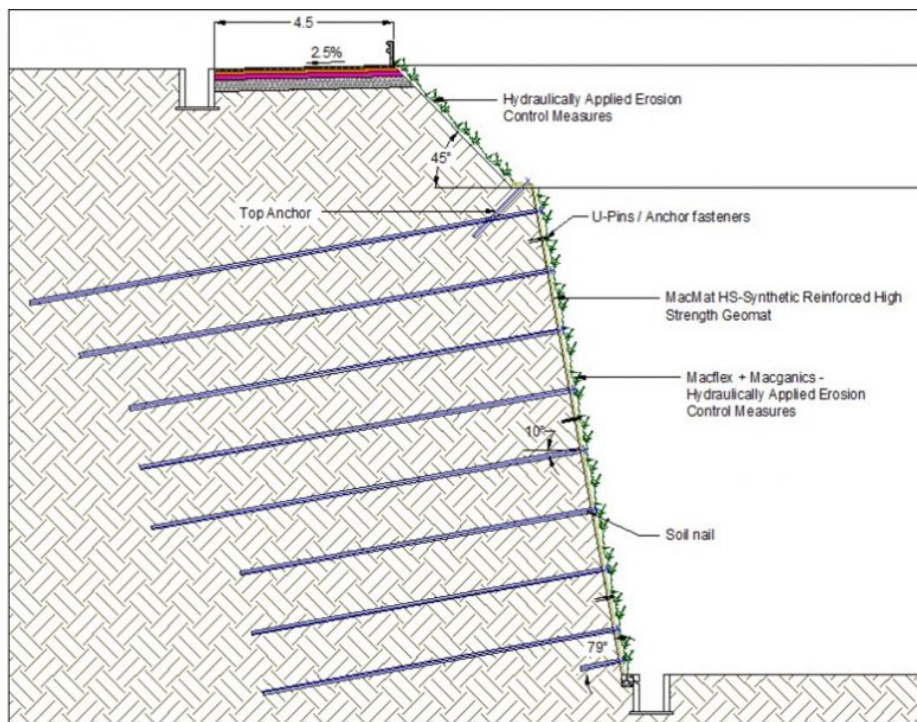 4.5
2.5%
Hydraulically Applied Erosion
Control Measures
45°
Top Anchor
U-Pins / Anchor fasteners
MacMat HS-Synthetic Reinforced High
Strength Geomat
Macflex + Macganics -
Hydraulically Applied Erosion
Control Measures
10°
Soil nail
79°